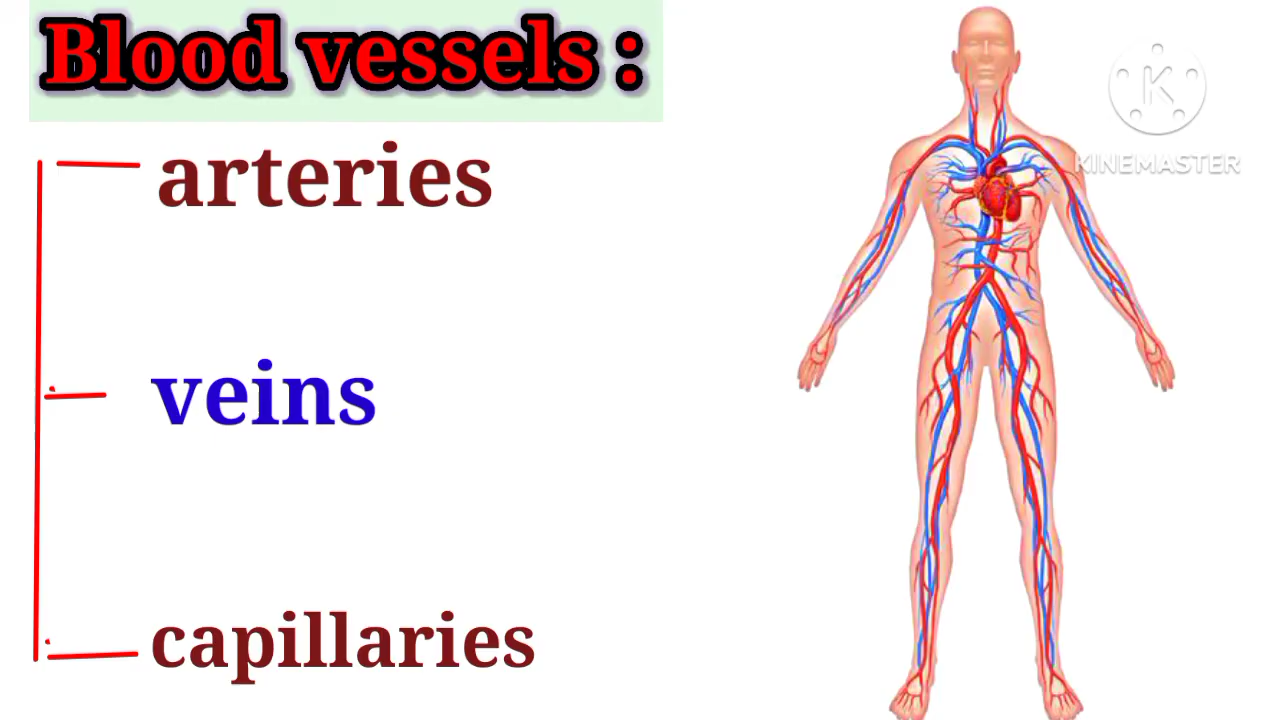 Blood vessels :
arteries
veins
capillaries
K
KINEMASTER